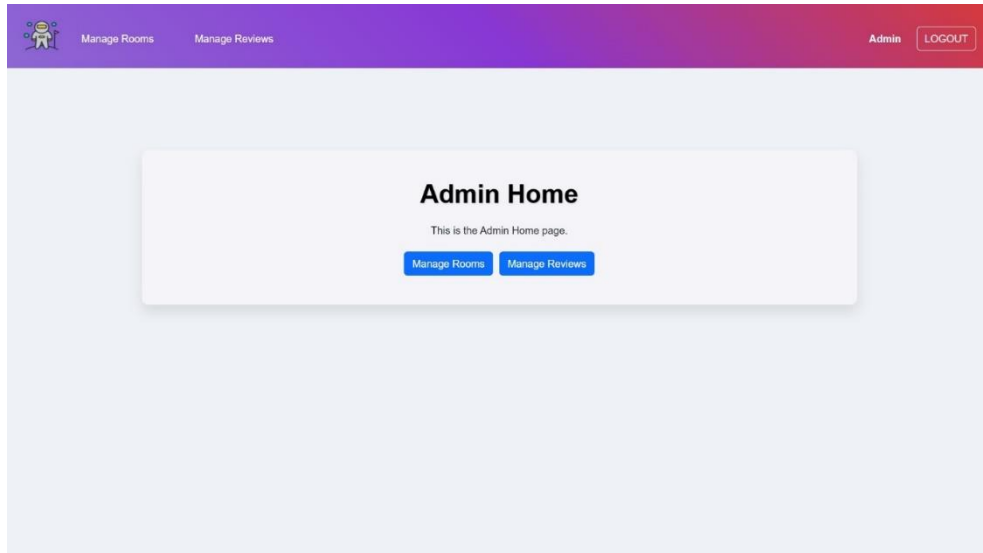 Manage Rooms Manage Reviews Admin LOGOUT
Admin Home
This is the Admin Home page.
Manage Rooms Manage Reviews